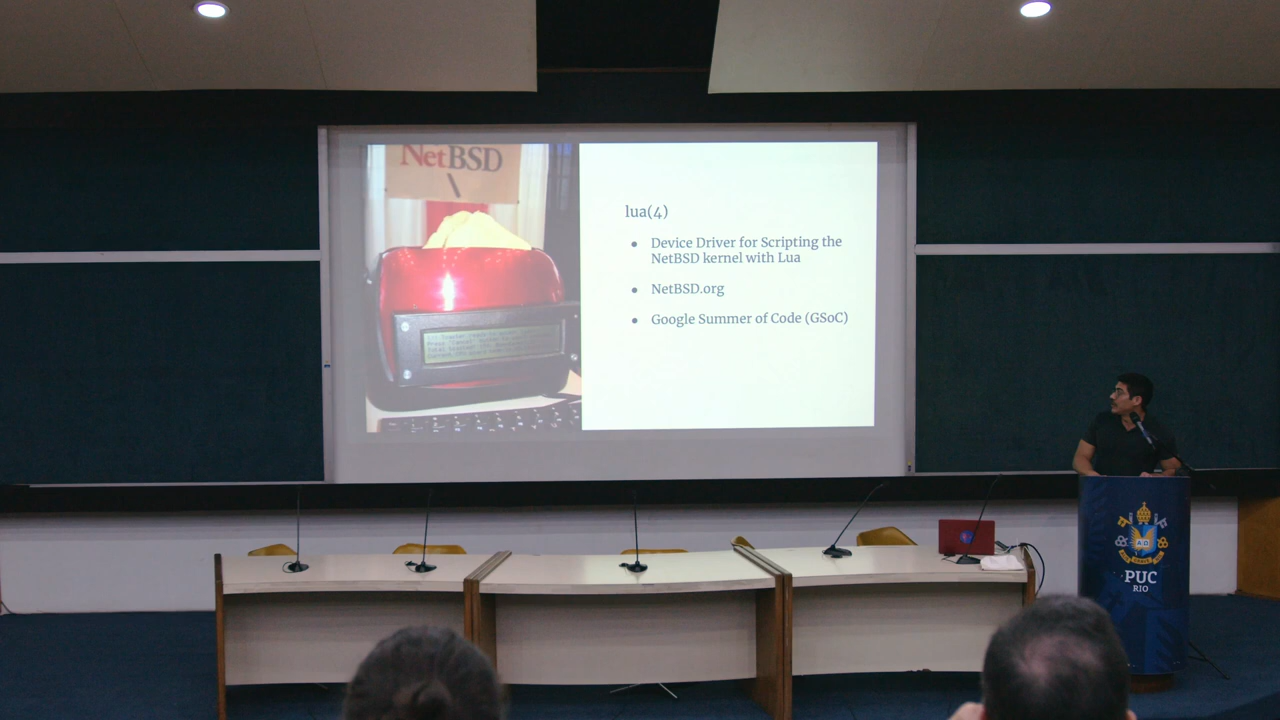 NetBSD
lua(4)
Device Driver for Scripting the
NetBSD kernel with Lua
NetBSD.org
Google Summer of Code (GSoC)
PUC
RIO